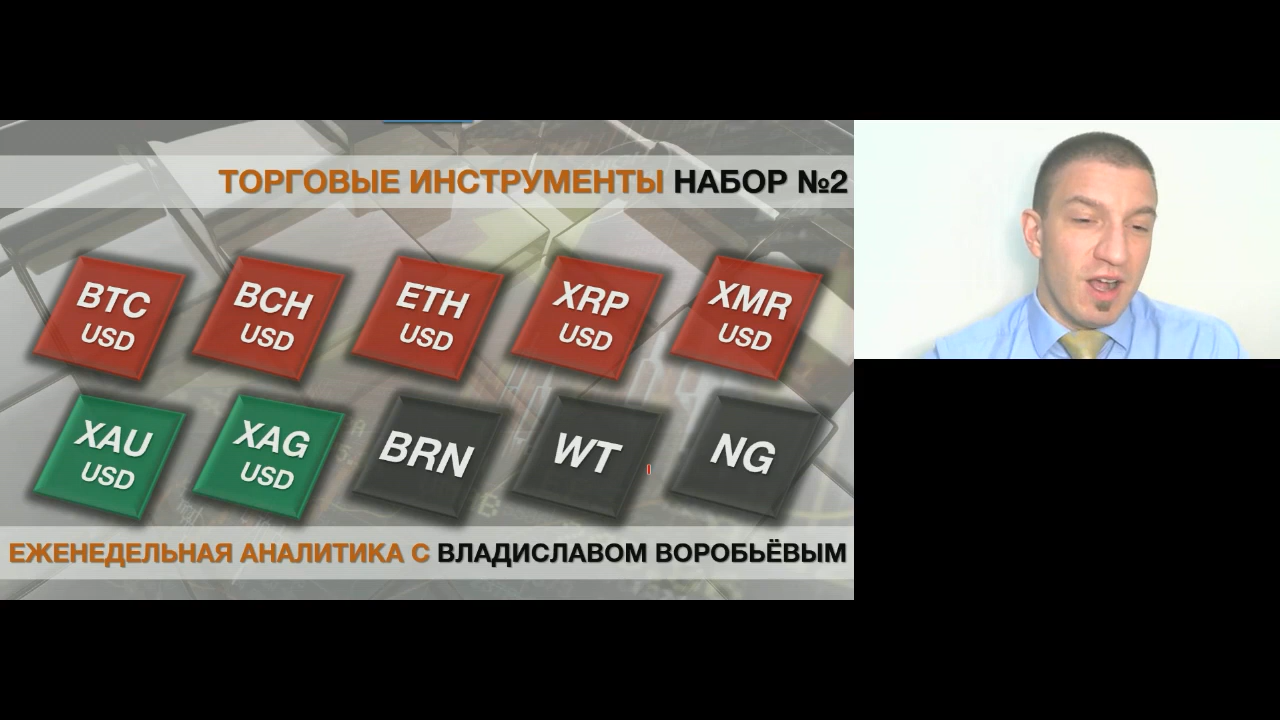 ТОРГОВЫЕ ИНСТРУМЕНТЫ НАБОР №2
BTC
USD
BCH
USD
ETH
USD
XRP
USD
XMR
USD
XAU
USD
XAG
USD
BRN
WT
NG
ЕЖЕНЕДЕЛЬНАЯ АНАЛИТИКА С ВЛАДИСЛАВОМ ВОРОБЬЁВЫМ